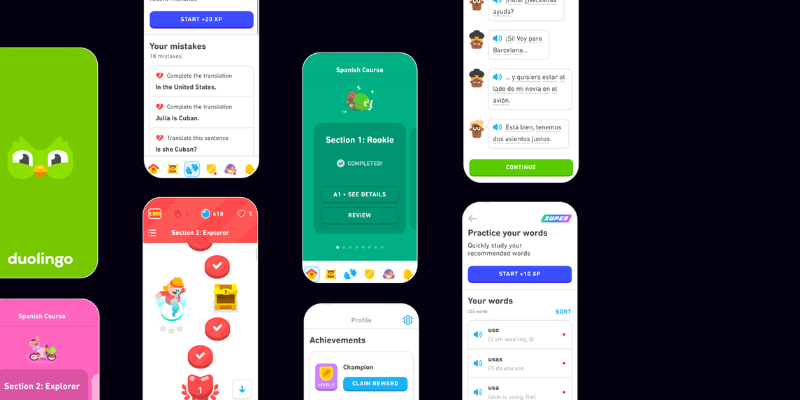 duolingo
Spanish Course
Section 2: Explorer
START +20 XP
Your mistakes
18 mistakes
Complete the translation
In the United States.
Complete the translation
Julia is Cuban.
Translate this sentence
Is she Cuban?
618
5
Section 2: Explorer
1
Spanish Course
Section 1: Rookie
COMPLETED!
A1 • SEE DETAILS
REVIEW
Profile
Achievements
LEVEL 2
Champion
CLAIM REWARD
ayuda?
¡Sí! Voy para
Barcelona...
... y quisiera estar al
lado de mi novia en el
avión.
Está bien, tenemos
dos asientos juntos.
CONTINUE
SUPER
Practice your words
Quickly study your
recommended words
START +10 XP
Your words
words
SORT
uso
(I) am wearing, (I)
usas
(?) do you use
usa
(she) is using, (he)